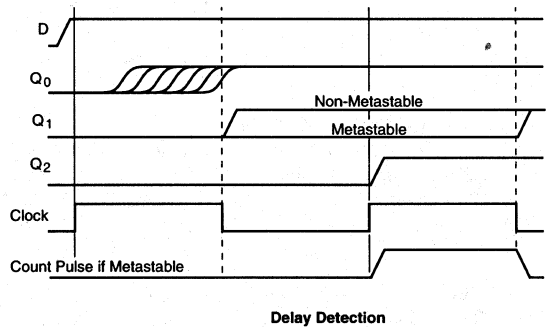 D
Q0
Non-Metastable
Q1
Metastable
Q2
Clock
Count Pulse if Metastable
Delay Detection